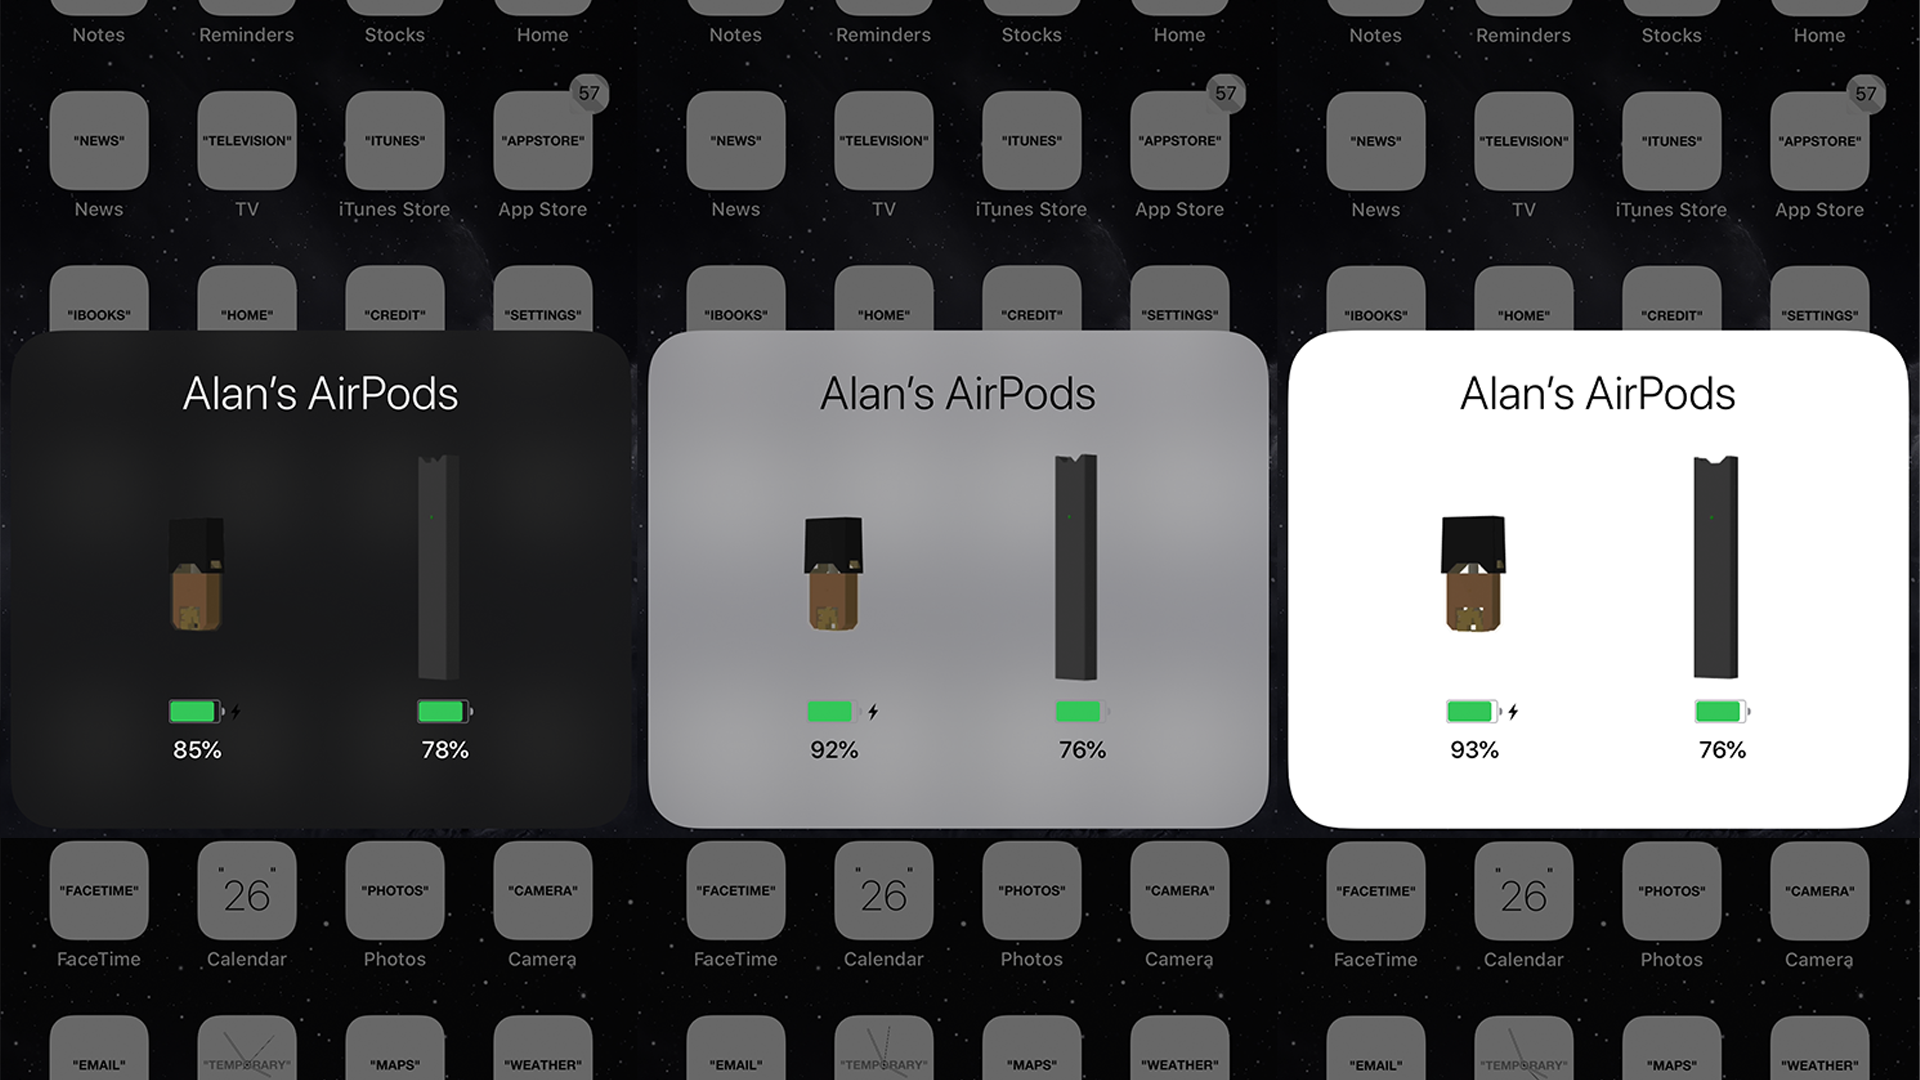 Notes Reminders Stocks Home Notes Reminders Stocks Home Notes Reminders Stocks Home
57 57 57
"NEWS" "TELEVISION" "ITUNES" "APPSTORE" "NEWS" "TELEVISION" "ITUNES" "APPSTORE" "NEWS" "TELEVISION" "ITUNES" "APPSTORE"
News TV iTunes Store App Store News TV iTunes Store App Store News TV iTunes Store App Store
"IBOOKS" "HOME" "CREDIT" "SETTINGS" "IBOOKS" "HOME" "CREDIT" "SETTINGS" "IBOOKS" "HOME" "CREDIT" "SETTINGS"
Alan's AirPods Alan's AirPods Alan's AirPods
85% 78% 92% 76% 93% 76%
"FACETIME" "26" "PHOTOS" "CAMERA" "FACETIME" "26" "PHOTOS" "CAMERA" "FACETIME" "26" "PHOTOS" "CAMERA"
FaceTime Calendar Photos Camera FaceTime Calendar Photos Camera FaceTime Calendar Photos Camera
"EMAIL" "TEMPORARY" "MAPS" "WEATHER" "EMAIL" "TEMPORARY" "MAPS" "WEATHER" "EMAIL" "TEMPORARY" "MAPS" "WEATHER"